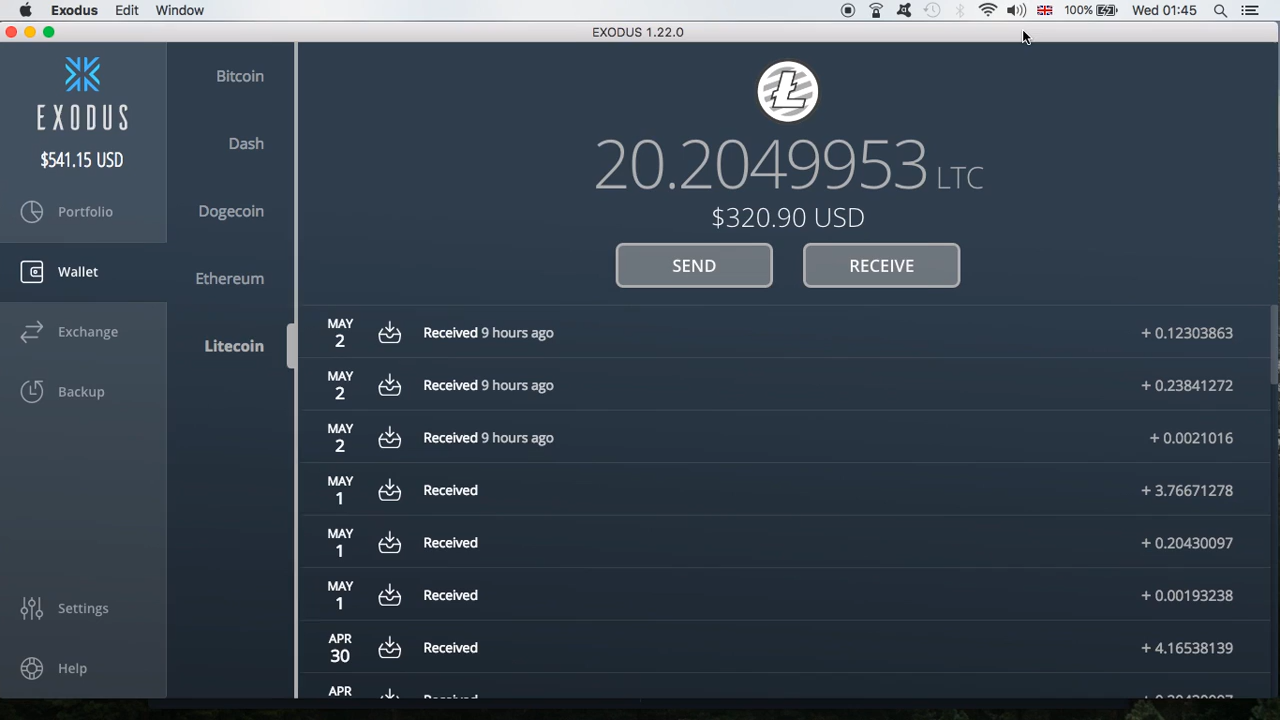 Exodus Edit Window 100% Wed 01:45
EXODUS 1.22.0
EXODUS
$541.15 USD
Portfolio
Wallet
Exchange
Backup
Settings
Help
Bitcoin
Dash
Dogecoin
Ethereum
Litecoin
20.2049953 LTC
$320.90 USD
SEND RECEIVE
MAY 2 Received 9 hours ago + 0.12303863
MAY 2 Received 9 hours ago + 0.23841272
MAY 2 Received 9 hours ago + 0.0021016
MAY 1 Received + 3.76671278
MAY 1 Received + 0.20430097
MAY 1 Received + 0.00193238
APR 30 Received + 4.16538139
APR Received